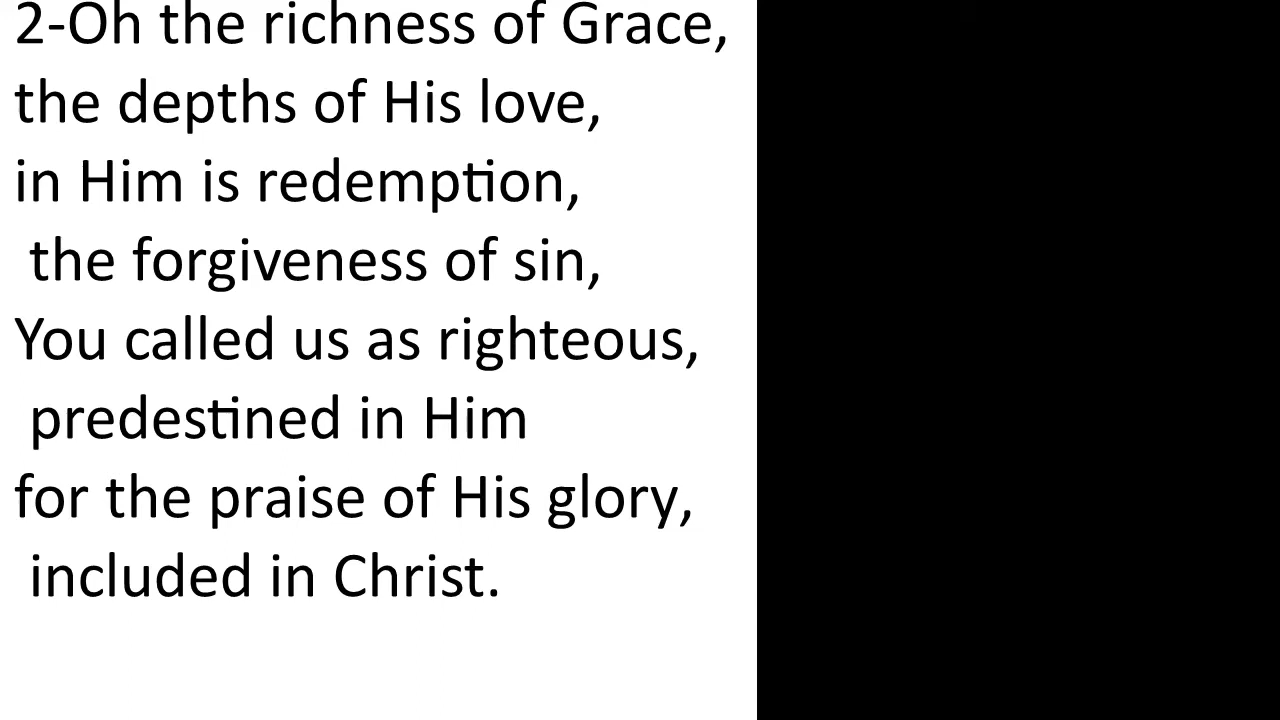 2-Oh the richness of Grace,
the depths of His love,
in Him is redemption,
the forgiveness of sin,
You called us as righteous,
predestined in Him
for the praise of His glory,
included in Christ.